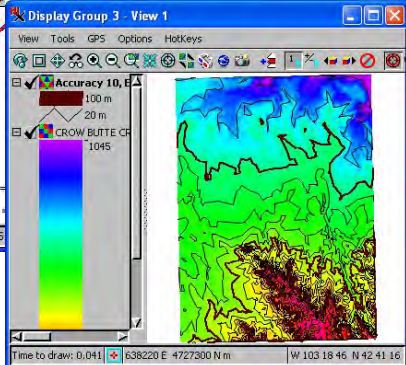 Display Group 3 - View 1
View Tools GPS Options HotKeys
Accuracy 10, E
100 m
20 m
CROW BUTTE CR
1045
Time to draw: 0.041 638220 E 4727300 N m W 103 18 46 N 42 41 16